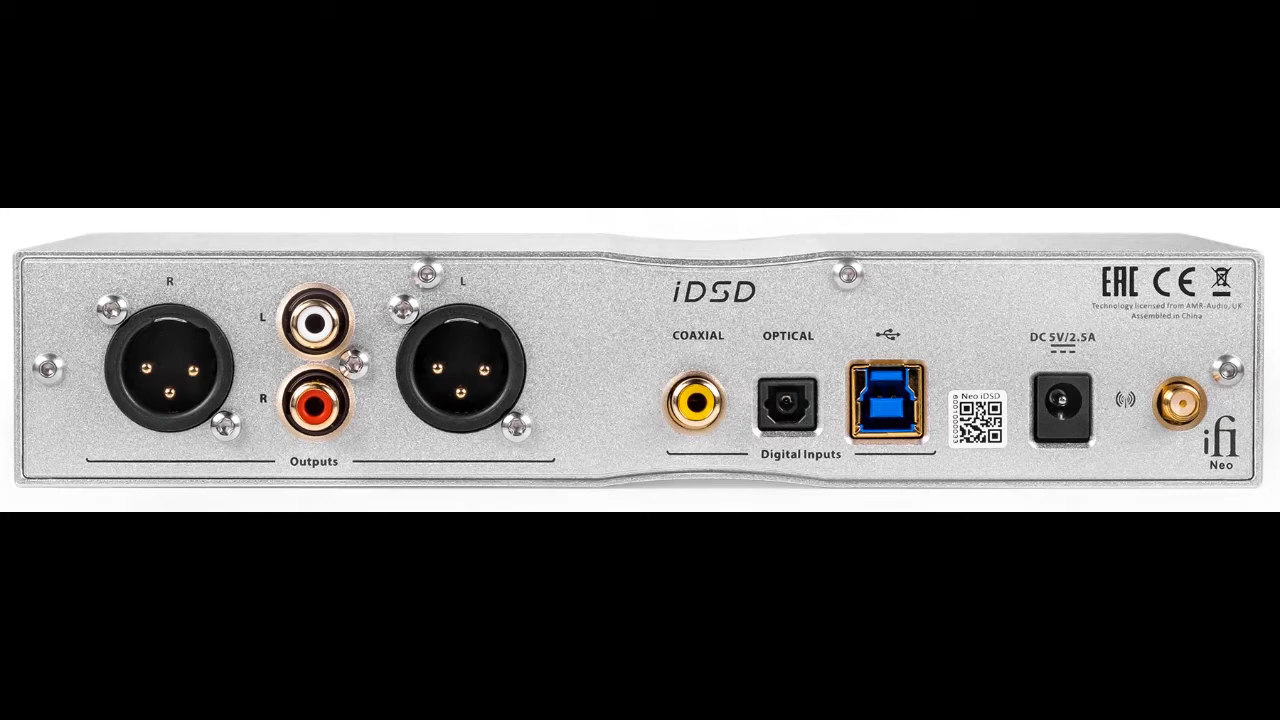 R
L
L
R
Outputs
iDSD
COAXIAL
OPTICAL
Digital Inputs
Neo iDSD
6001000033
DC 5V/2.5A
EAC CE
Technology licensed from AMR-Audio, UK
Assembled in China
ifi
Neo